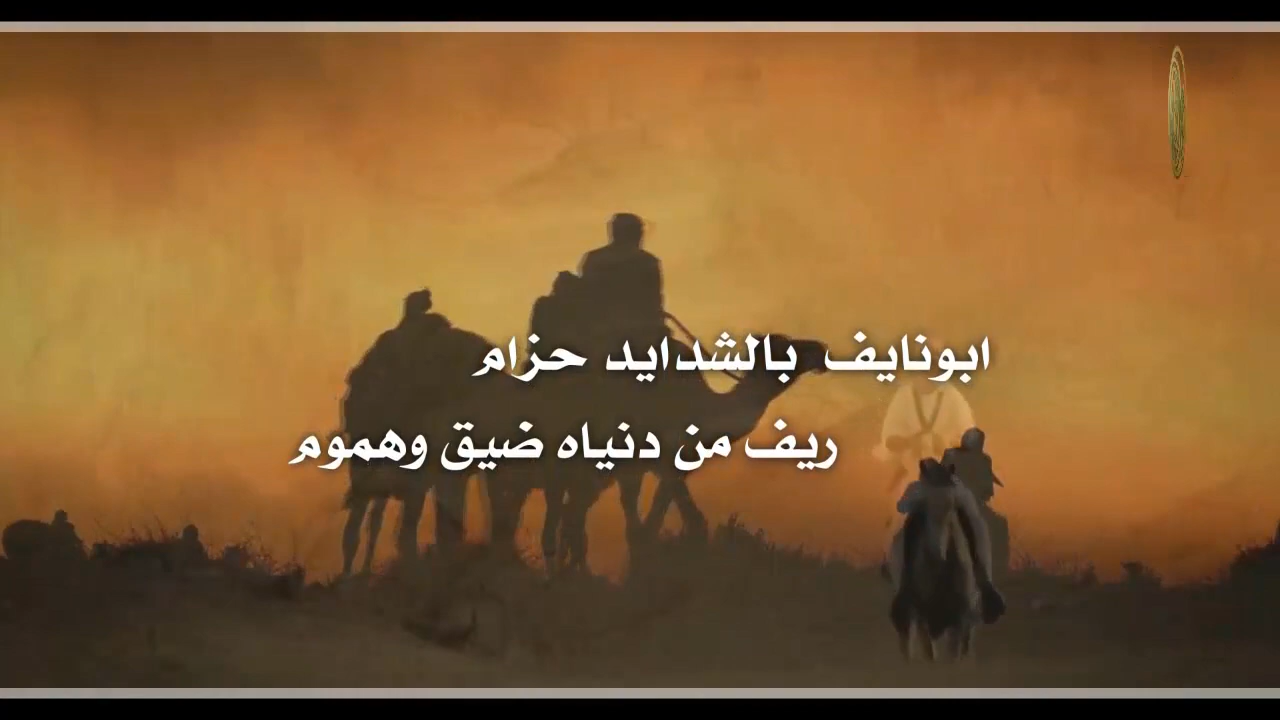 ابونايف بالشدايد حزام
ريف من دنياه ضيق وهموم